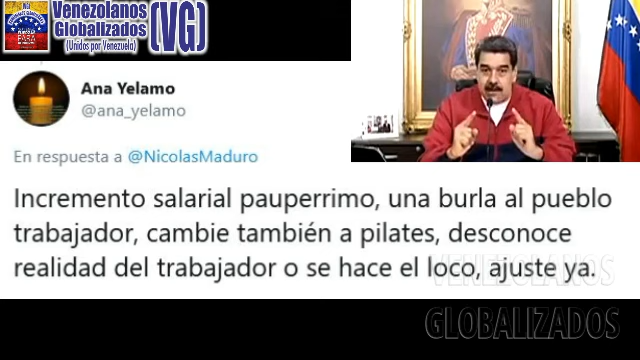 Venezolanos
Globalizados
(Unidos por Venezuela)
(VG)
Ana Yelamo
@ana_yelamo
En respuesta a @NicolasMaduro
Incremento salarial pauperrimo, una burla al pueblo
trabajador, cambie también a pilates, desconoce
realidad del trabajador o se hace el loco, ajuste ya.
VENEZOLANOS
GLOBALIZADOS